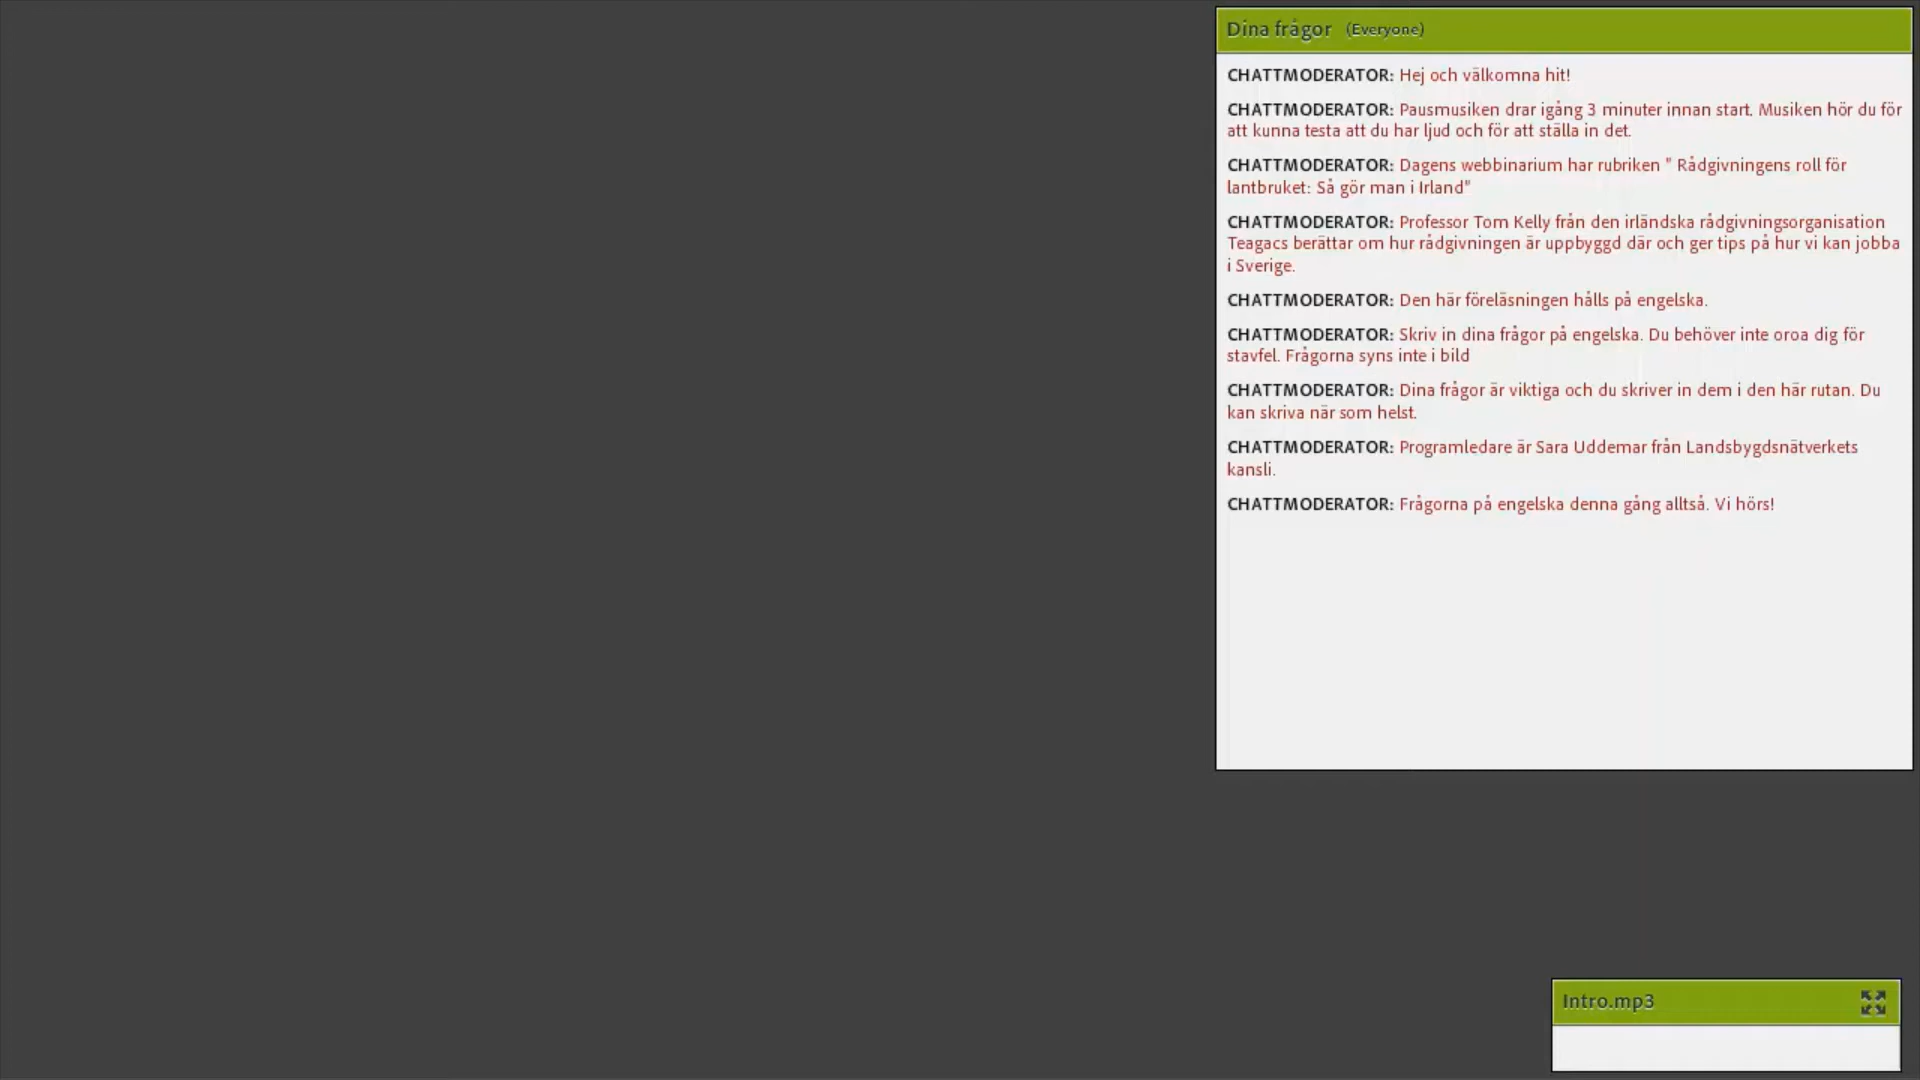 Dina frågor (Everyone)
CHATTMODERATOR: Hej och välkomna hit!
CHATTMODERATOR: Pausmusiken drar igång 3 minuter innan start. Musiken hör du för
att kunna testa att du har ljud och för att ställa in det.
CHATTMODERATOR: Dagens webbinarium har rubriken " Rådgivningens roll för
lantbruket: Så gör man i Irland"
CHATTMODERATOR: Professor Tom Kelly från den irländska rådgivningsorganisation
Teagacs berättar om hur rådgivningen är uppbyggd där och ger tips på hur vi kan jobba
i Sverige.
CHATTMODERATOR: Den här föreläsningen hålls på engelska.
CHATTMODERATOR: Skriv in dina frågor på engelska. Du behöver inte oroa dig för
stavfel. Frågorna syns inte i bild
CHATTMODERATOR: Dina frågor är viktiga och du skriver in dem i den här rutan. Du
kan skriva när som helst.
CHATTMODERATOR: Programledare är Sara Uddemar från Landsbygdsnätverkets
kansli.
CHATTMODERATOR: Frågorna på engelska denna gång alltså. Vi hörs!
Intro.mp3